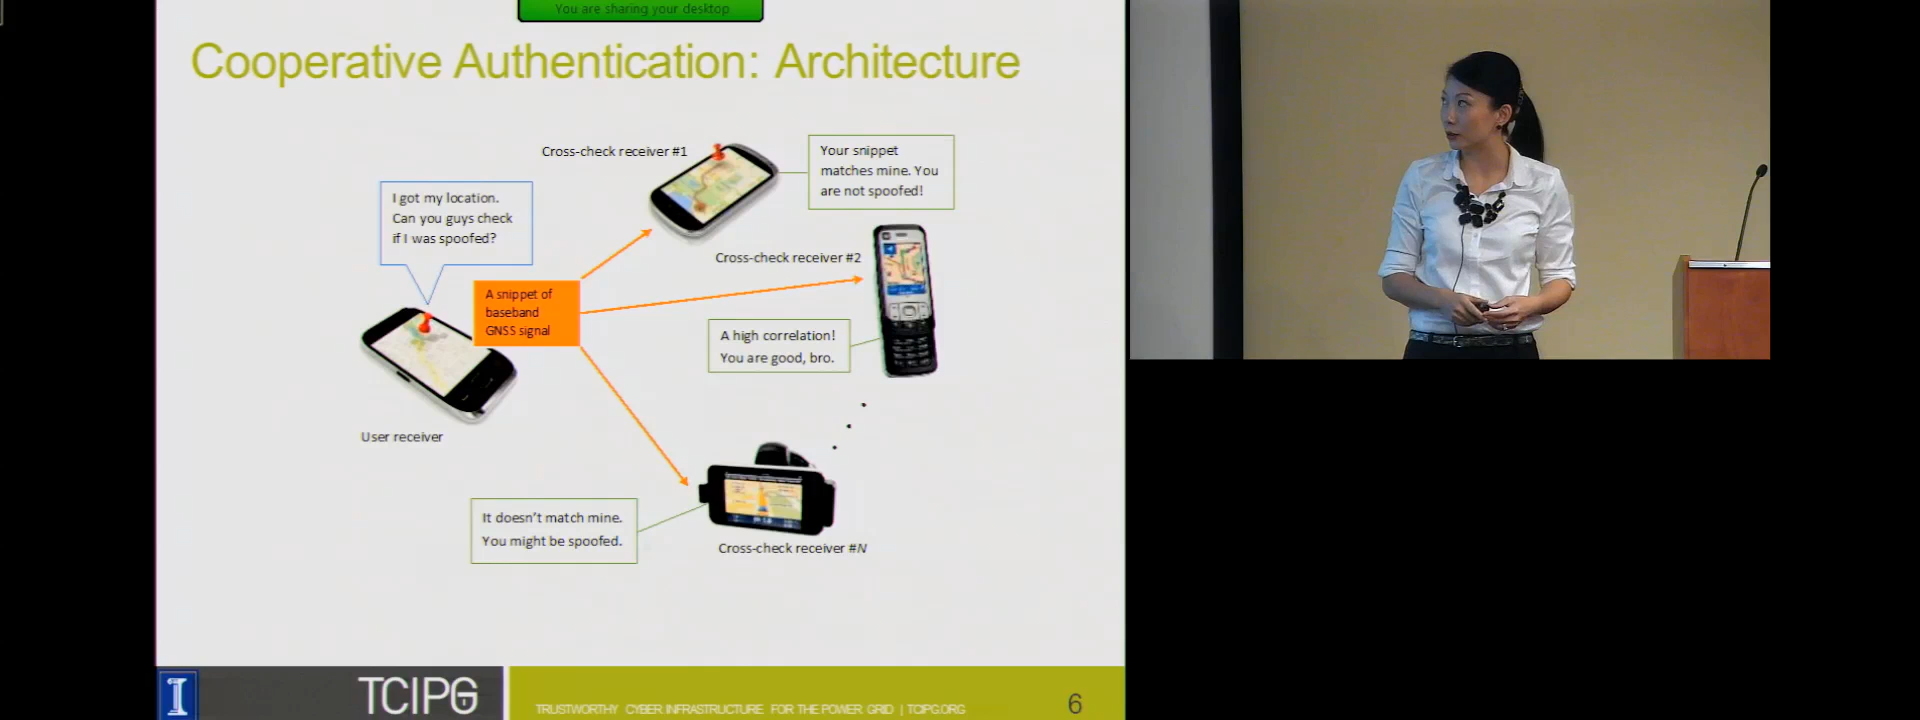 You are sharing your desktop
Cooperative Authentication: Architecture
Cross-check receiver #1
Your snippet
matches mine. You
are not spoofed!
I got my location.
Can you guys check
if I was spoofed?
Cross-check receiver #2
A snippet of
baseband
GNSS signal
A high correlation!
You are good, bro.
User receiver
It doesn't match mine.
You might be spoofed.
Cross-check receiver #N
I
TCIPG
TRUSTWORTHY CYBER INFRASTRUCTURE FOR THE POWER GRID | TCIPG.ORG
6